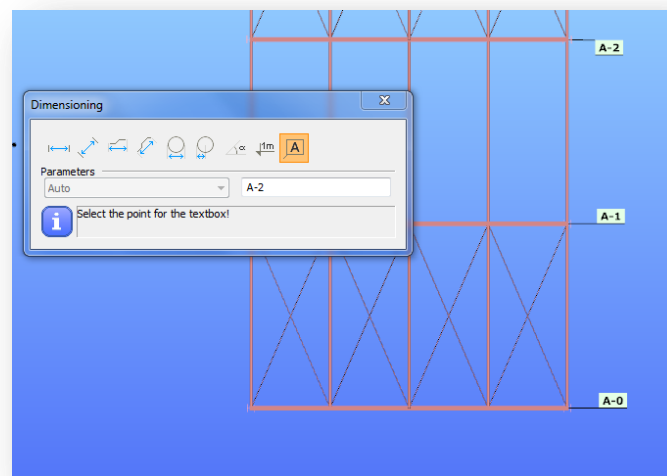 A-2
Dimensioning
1m
α
A
Parameters
Auto
A-2
Select the point for the textbox!
A-1
A-0